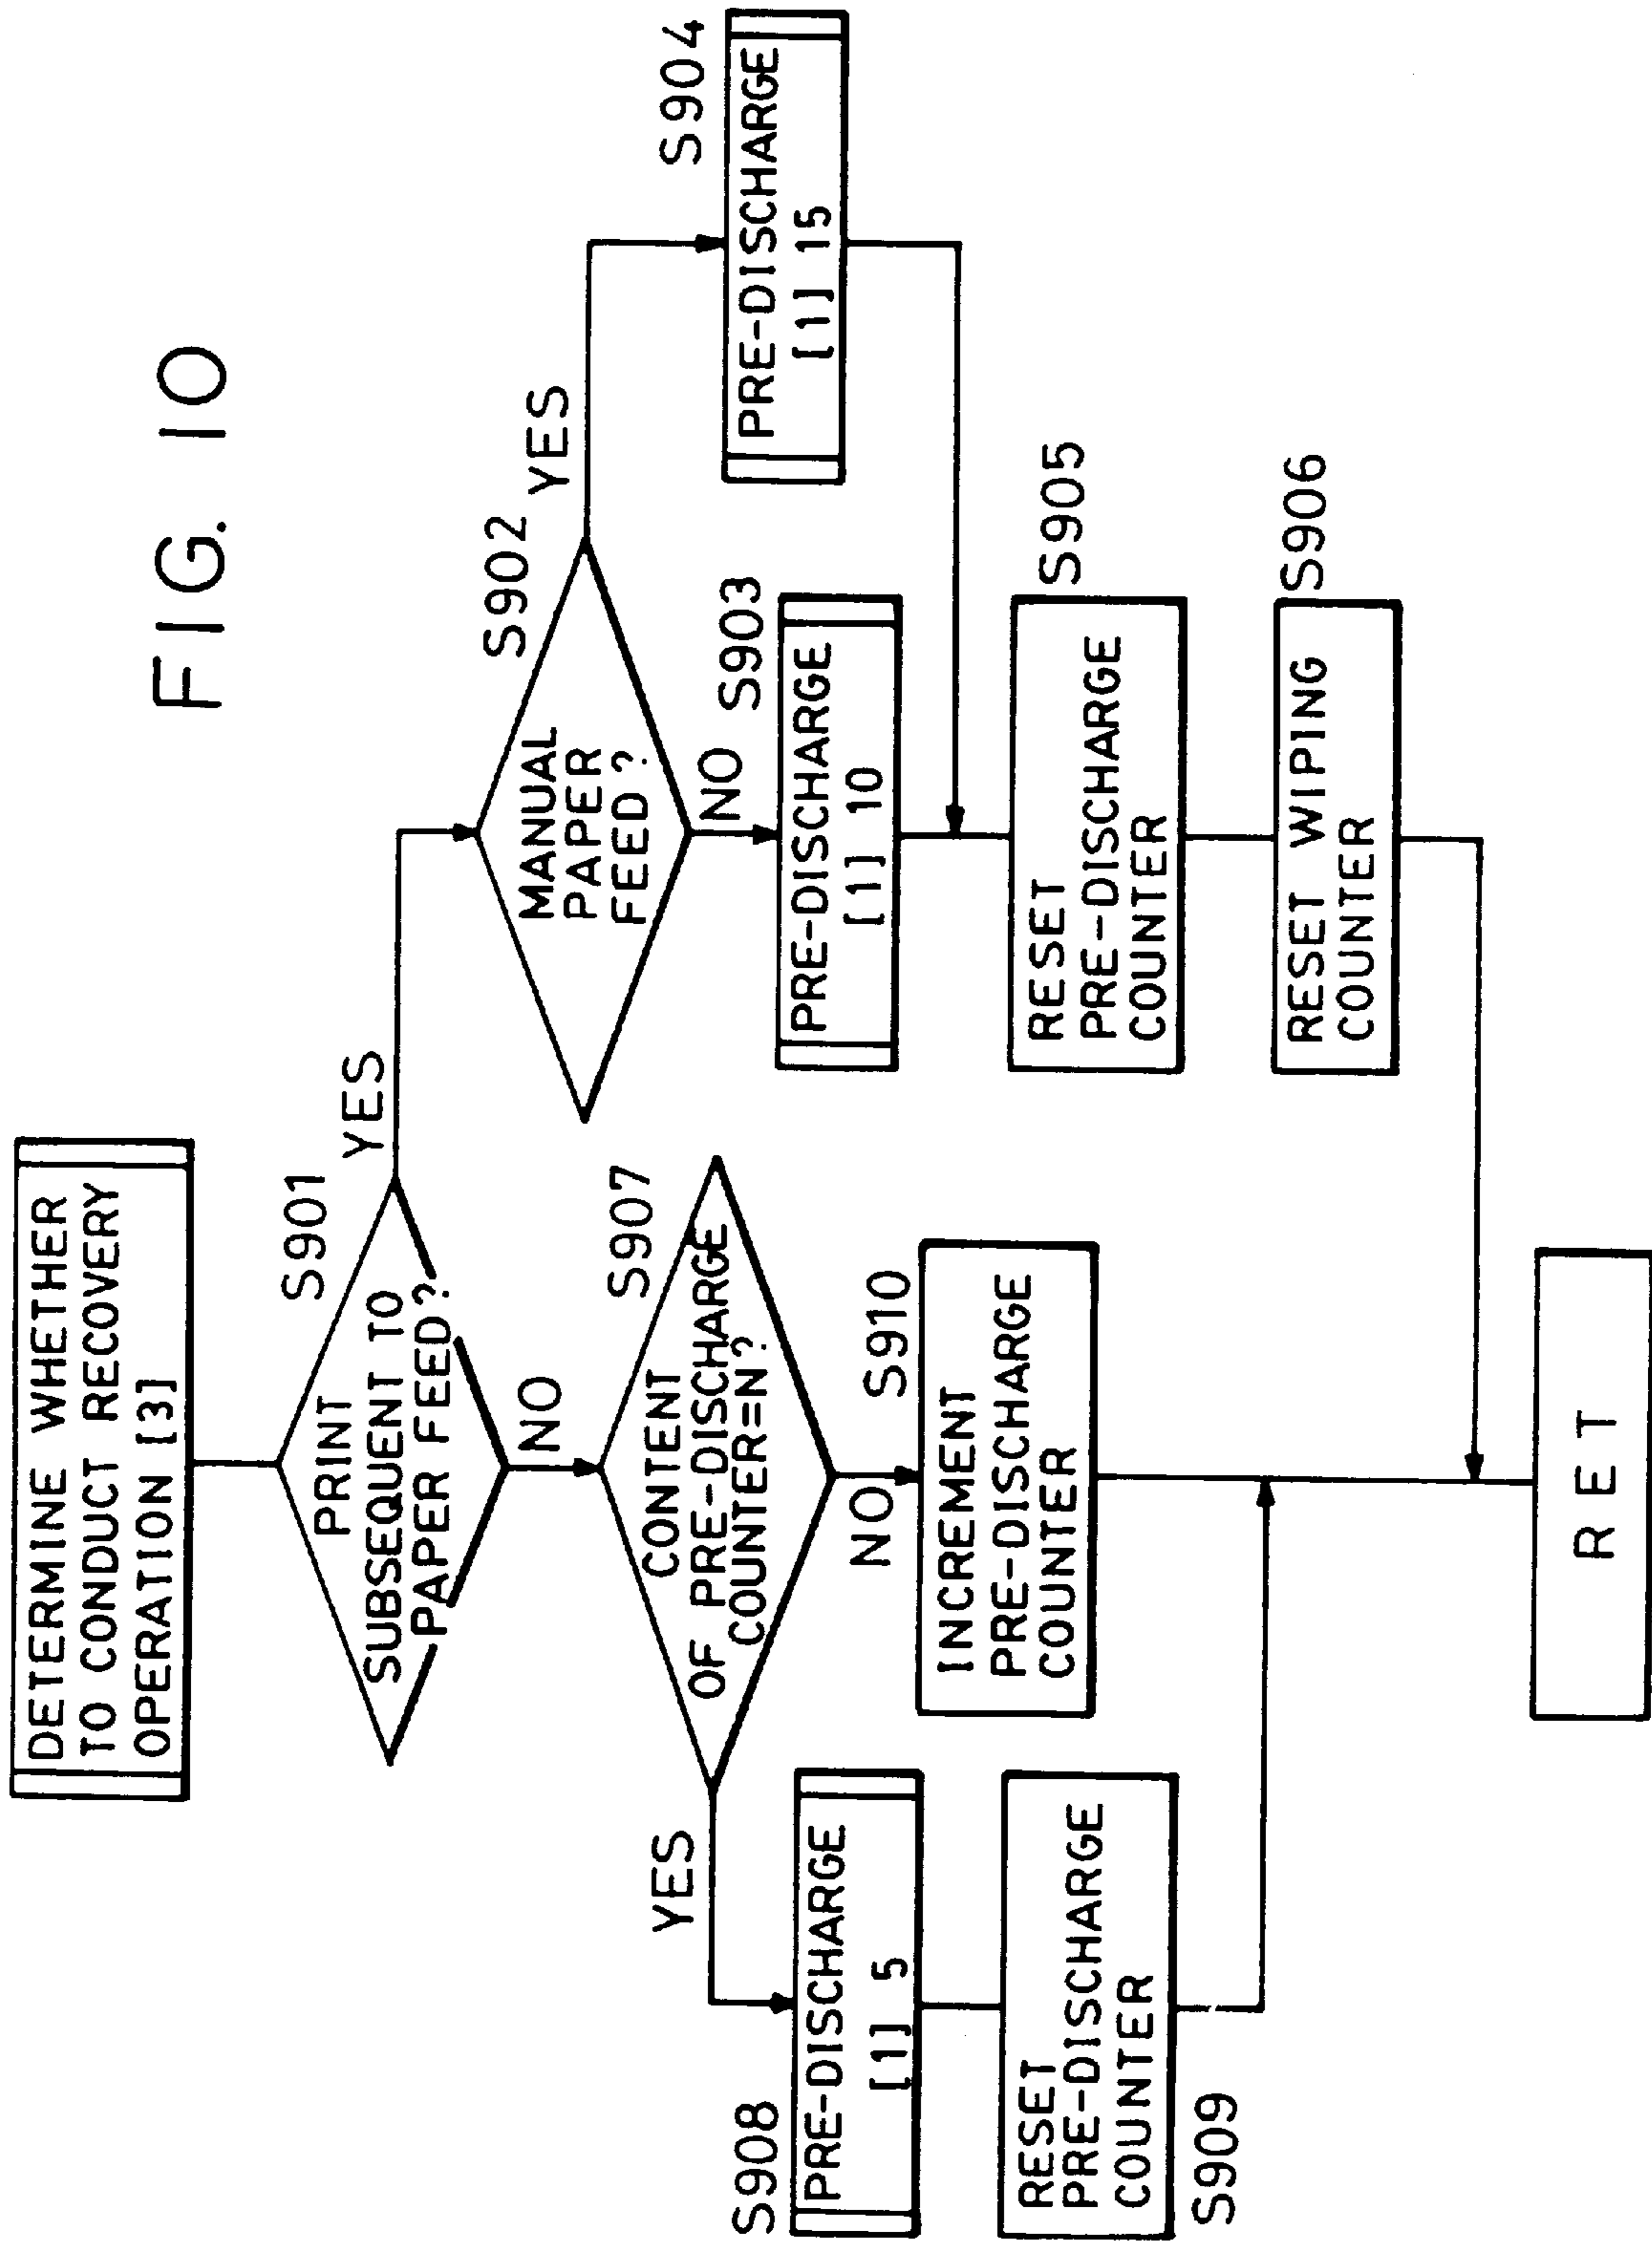 FIG. 10
DETERMINE WHETHER
TO CONDUCT RECOVERY
OPERATION [3]
S901
PRINT
SUBSEQUENT TO
PAPER FEED?
YES
NO
S902
MANUAL
PAPER
FEED?
YES
NO
S903
PRE-DISCHARGE
[1] 10
S904
PRE-DISCHARGE
[1] 15
S905
RESET
PRE-DISCHARGE
COUNTER
S906
RESET WIPING
COUNTER
S907
CONTENT
OF PRE-DISCHARGE
COUNTER=N?
YES
NO
S908
PRE-DISCHARGE
[1] 5
RESET
PRE-DISCHARGE
COUNTER
S909
S910
INCREMENT
PRE-DISCHARGE
COUNTER
RET